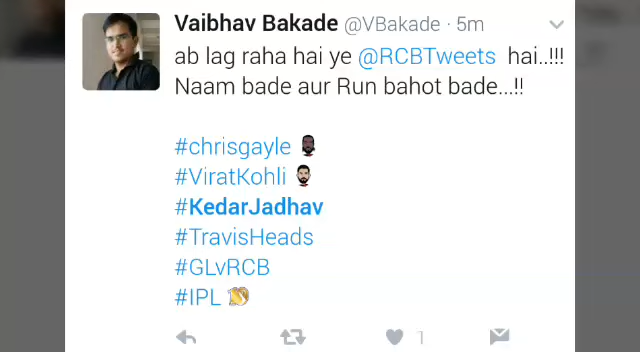 Vaibhav Bakade @VBakade · 5m
ab lag raha hai ye @RCBTweets hai..!!!
Naam bade aur Run bahot bade...!!
#chrisgayle
#ViratKohli
#KedarJadhav
#TravisHeads
#GLvRCB
#IPL
1